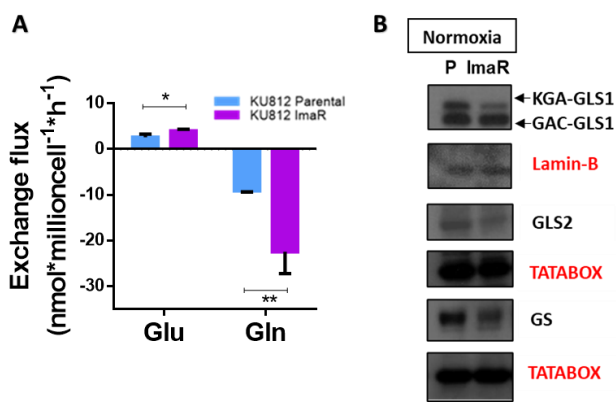 A
KU812 Parental
KU812 ImaR
Exchange flux
(nmol*millioncell⁻¹*h⁻¹)
10
0
-10
-20
-30
*
**
Glu
Gln
B
Normoxia
P ImaR
KGA-GLS1
GAC-GLS1
Lamin-B
GLS2
TATABOX
GS
TATABOX